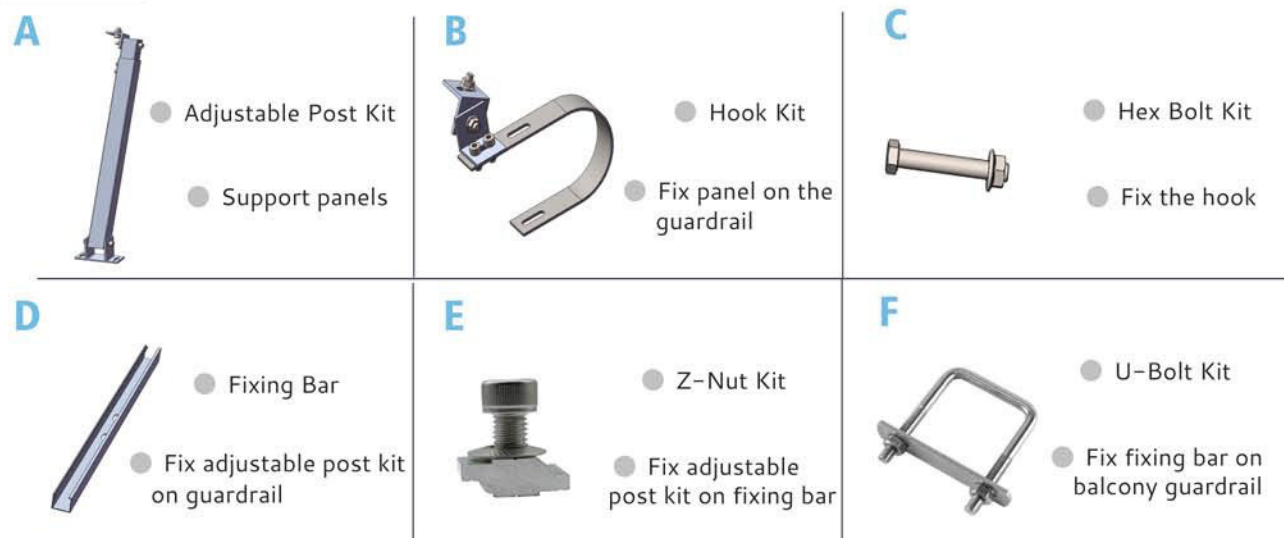 A
Adjustable Post Kit
Support panels
B
Hook Kit
Fix panel on the
guardrail
C
Hex Bolt Kit
Fix the hook
D
Fixing Bar
Fix adjustable post kit
on guardrail
E
Z-Nut Kit
Fix adjustable
post kit on fixing bar
F
U-Bolt Kit
Fix fixing bar on
balcony guardrail